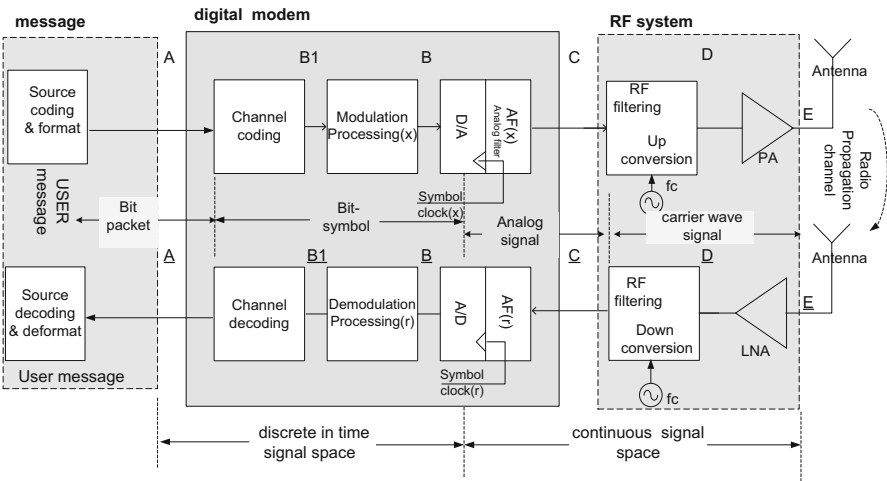 message
digital modem
RF system
A
B1
B
C
D
Antenna
Source
coding
& format
Channel
coding
Modulation
Processing(x)
D/A
AF(x)
Analog filter
RF
filtering
Up
conversion
PA
E
fc
Radio
Propagation
channel
USER
message
Bit
packet
Bit-
symbol
Symbol
clock(x)
Analog
signal
carrier wave
signal
A
B1
B
C
D
Antenna
Source
decoding
& deformat
Channel
decoding
Demodulation
Processing(r)
A/D
AF(r)
RF
filtering
Down
conversion
LNA
E
User message
Symbol
clock(r)
fc
discrete in time
signal space
continuous signal
space